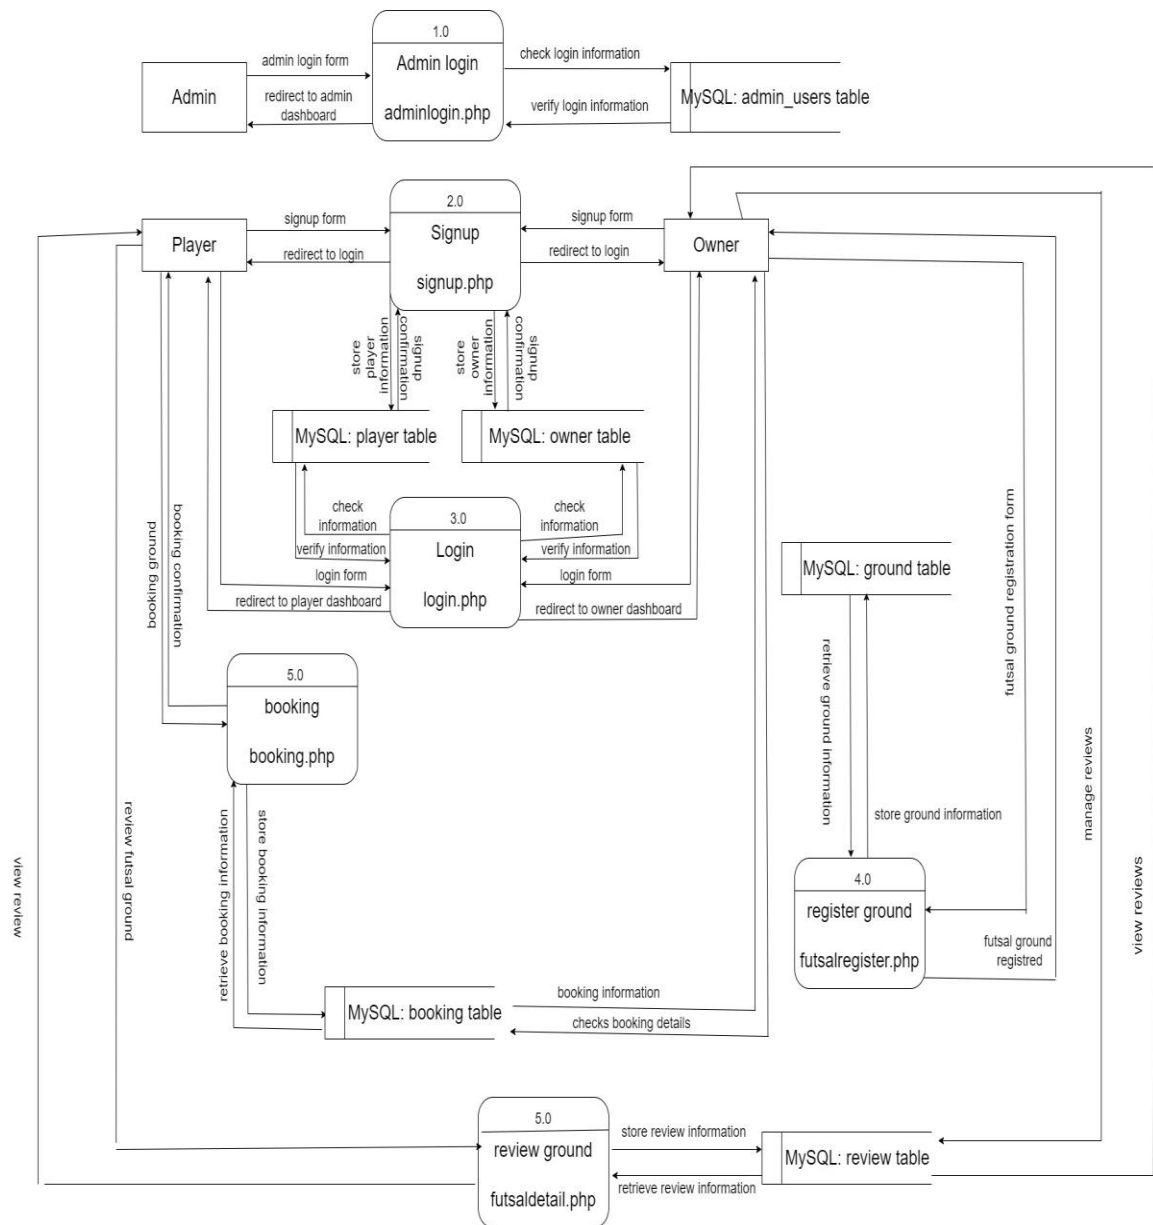 1.0
Admin login
adminlogin.php
admin login form
check login information
Admin
redirect to admin
dashboard
verify login information
MySQL: admin_users table
2.0
Signup
signup.php
signup form
signup form
Player
Owner
redirect to login
redirect to login
store
player
information
signup
confirmation
store
owner
information
signup
confirmation
MySQL: player table
MySQL: owner table
check
information
3.0
Login
login.php
check
information
verify information
verify information
login form
login form
redirect to player dashboard
redirect to owner dashboard
booking ground
booking confirmation
MySQL: ground table
futsal ground registration form
retrieve ground information
store ground information
manage reviews
view reviews
5.0
booking
booking.php
view review
review futsal ground
retrieve booking information
store booking information
4.0
register ground
futsalregister.php
futsal ground
registred
MySQL: booking table
booking information
checks booking details
5.0
review ground
futsaldetail.php
store review information
MySQL: review table
retrieve review information